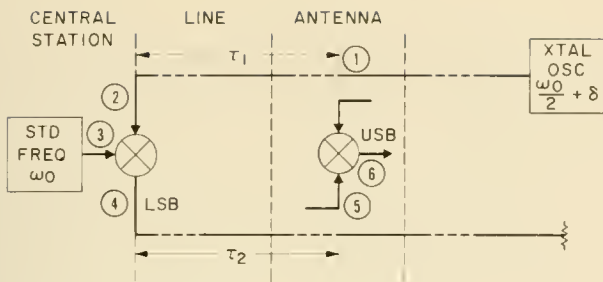 CENTRAL STATION
LINE
ANTENNA
τ1
1
XTAL
OSC
ω0/2 + δ
2
STD
FREQ
ω0
3
USB
6
4
LSB
5
τ2